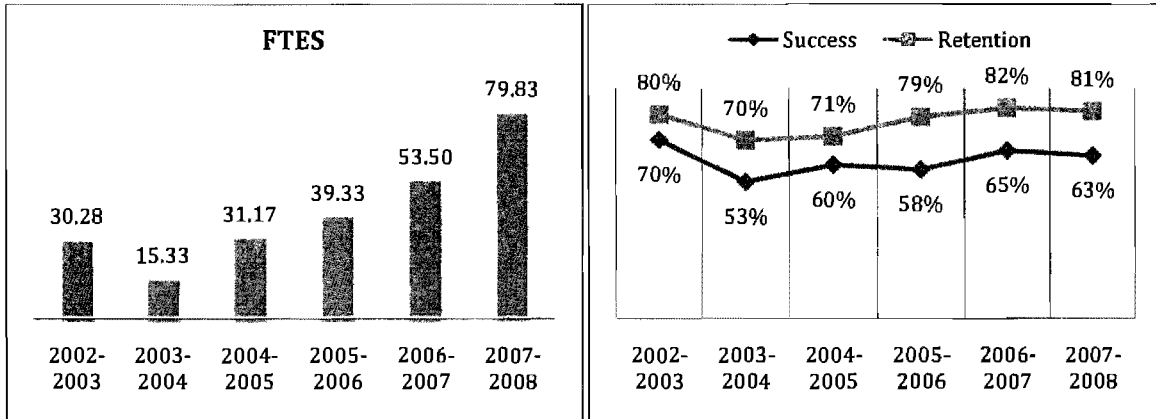 FTES
79.83
53.50
39.33
31.17
30.28
15.33
2002- 2003- 2004- 2005- 2006- 2007-
2003 2004 2005 2006 2007 2008
Success Retention
80% 70% 71% 79% 82% 81%
70% 53% 60% 58% 65% 63%
2002- 2003- 2004- 2005- 2006- 2007-
2003 2004 2005 2006 2007 2008